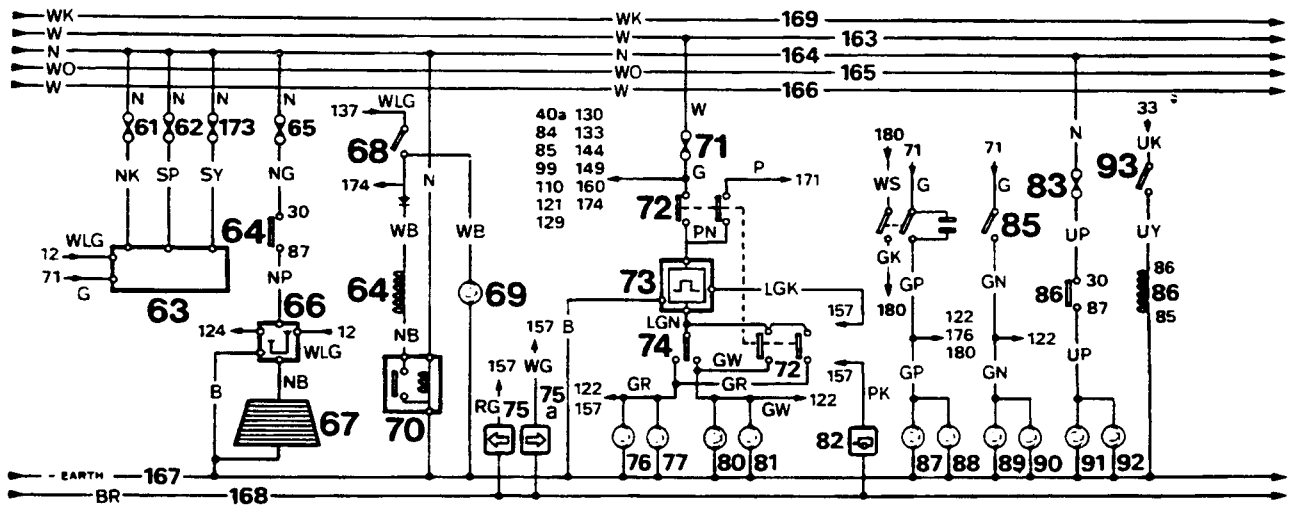 WK WK 169
W W 163
N N 164
WO WO 165
W W 166
N N N N
61 62 173 65
NK SP SY NG
WLG
137
68
174
N
WB WB
30
64
87
NP
WLG
12
71
G
63
66
124 12
WLG
B
NB
67
64
69
NB
70
40a 130
84 133
85 144
99 149
110 160
121 174
129
W
71
G
P
171
72
PN
73
LGK
157
B
LGN
74
72
GW
157
GR GR
122
157
GW
122
157
157 WG
RG 75
75
a
PK
82
76 77 80 81
180 71
WS G
GK
GP
180
122
176
180
GP
87 88
71
G
85
GN
122
GN
89 90
N
83
UP
30
86
87
UP
91 92
33
UK
93
UY
86
86
85
- EARTH 167
BR 168